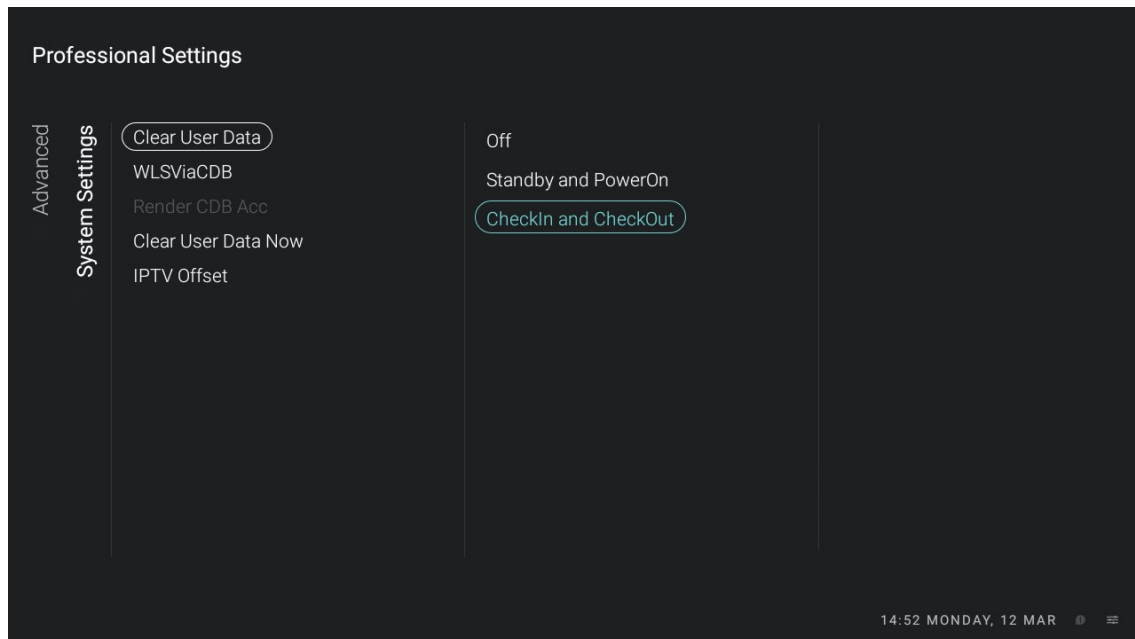 Professional Settings
Advanced
System Settings
Clear User Data
WLSViaCDB
Render CDB Acc
Clear User Data Now
IPTV Offset
Off
Standby and PowerOn
CheckIn and CheckOut
14:52 MONDAY, 12 MAR